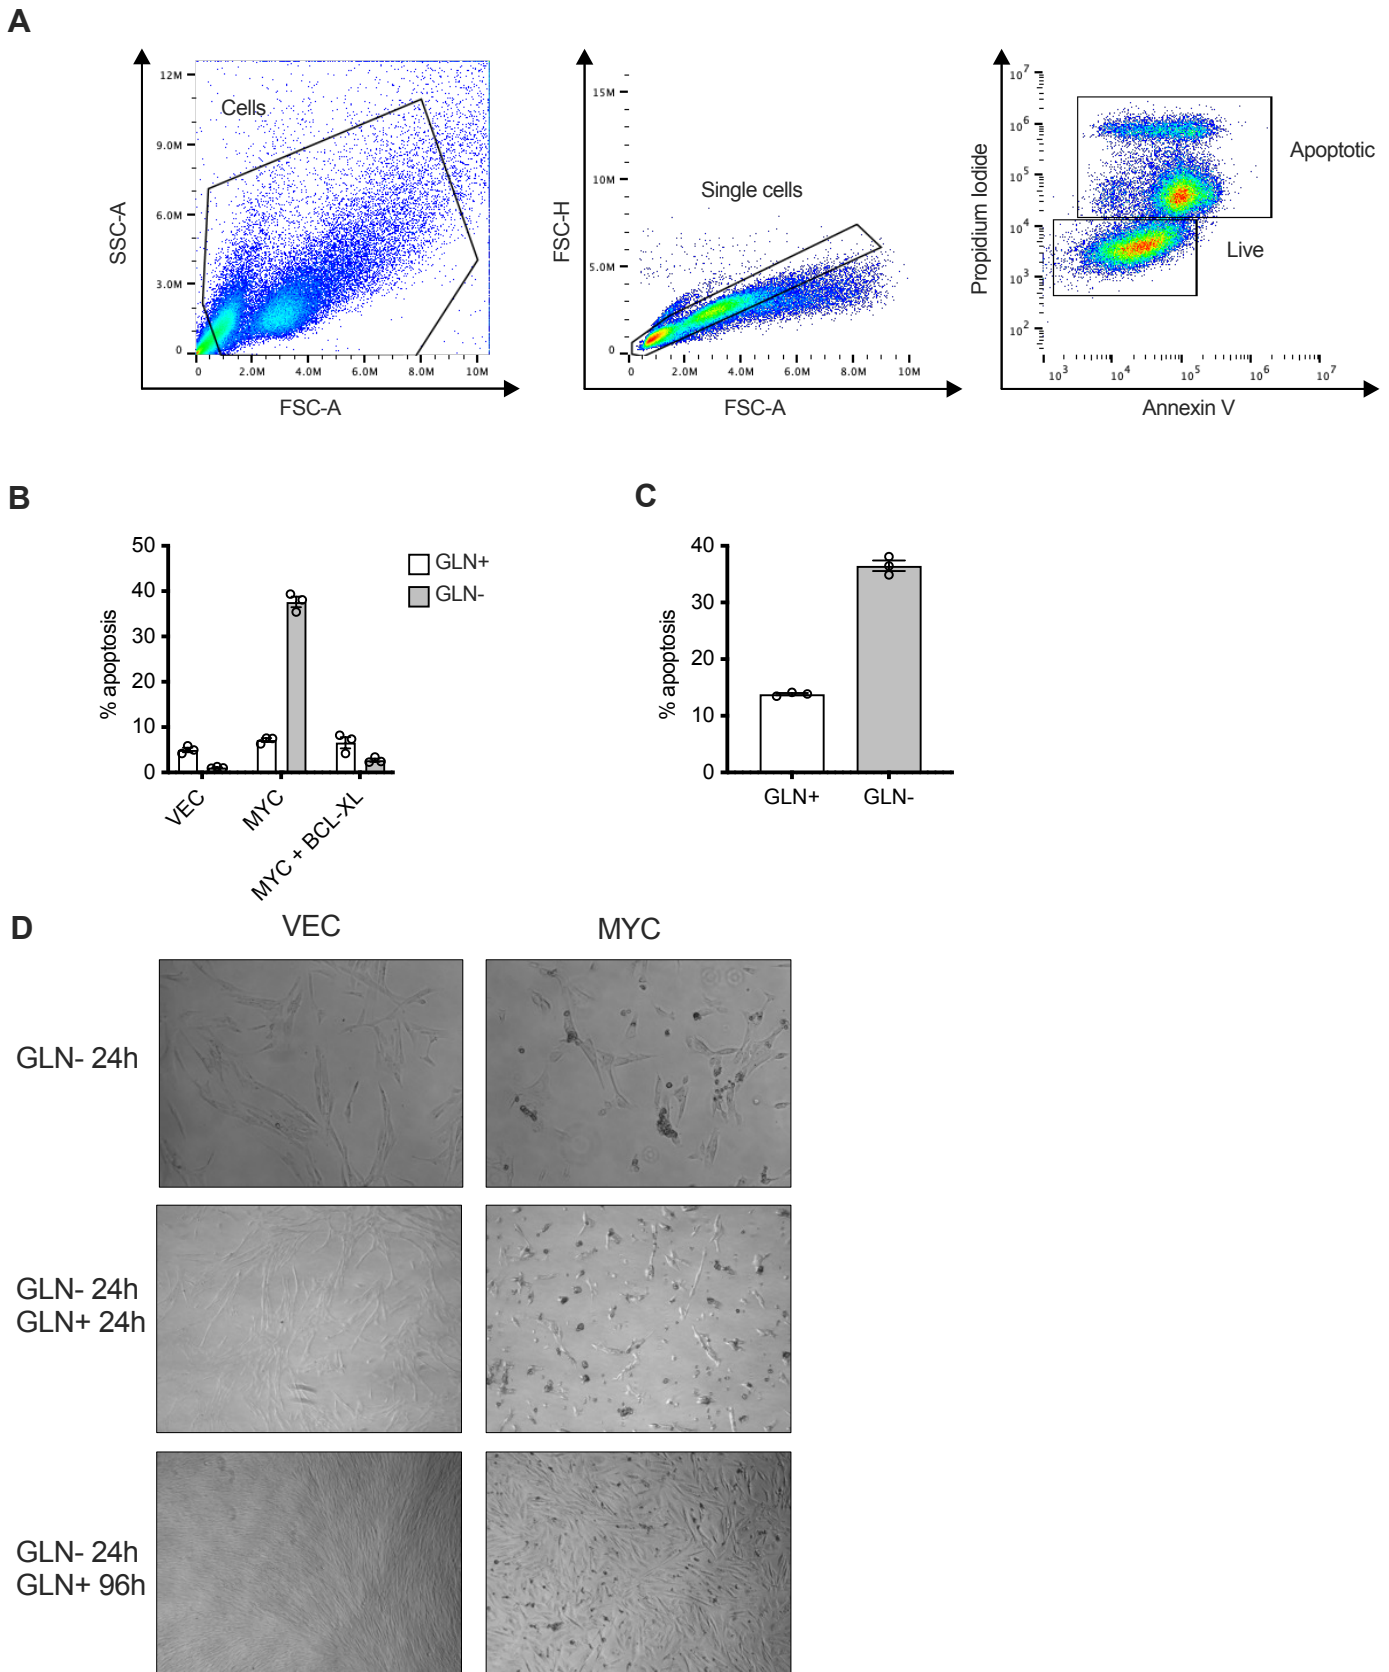 A
12M
9.0M
6.0M
3.0M
0
SSC-A
Cells
0 2.0M 4.0M 6.0M 8.0M 10M
FSC-A
15M
10M
5.0M
0
FSC-H
Single cells
0 2.0M 4.0M 6.0M 8.0M 10M
FSC-A
10^7
10^6
10^5
10^4
10^3
10^2
Propidium Iodide
Apoptotic
Live
10^3 10^4 10^5 10^6 10^7
Annexin V
B
50
40
30
20
10
0
% apoptosis
GLN+
GLN-
VEC
MYC
MYC + BCL-XL
C
40
30
20
10
0
% apoptosis
GLN+ GLN-
D
VEC MYC
GLN- 24h
GLN- 24h
GLN+ 24h
GLN- 24h
GLN+ 96h